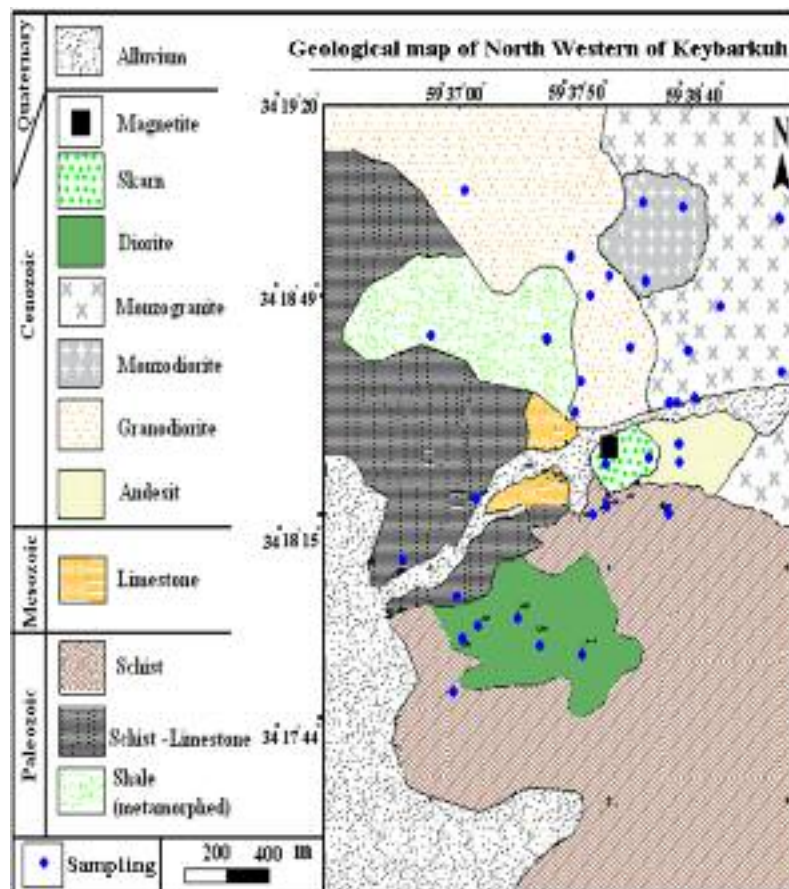 Geological map of North Western of Keybarkuh
59°37'00
59°37'50
59°38'40
34°19'20
34°18'49
34°18'15
34°17'44
N
Quaternary
Alluvium
Cenozoic
Magnetite
Skarn
Diorite
Monzogranite
Monzodiorite
Granodiorite
Andesit
Mesozoic
Limestone
Paleozoic
Schist
Schist -Limestone
Shale
(metamorphed)
Sampling
200 400 m